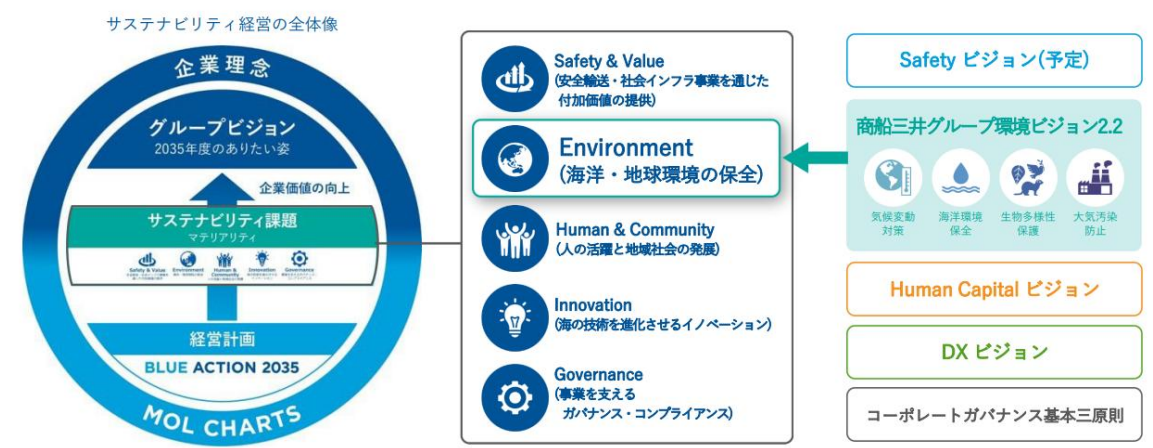 サステナビリティ経営の全体像
企業理念
グループビジョン
2035年度のありたい姿
企業価値の向上
サステナビリティ課題
マテリアリティ
Safety & Value
Environment
Human &
Community
Innovation
Governance
経営計画
BLUE ACTION 2035
MOL CHARTS
Safety & Value
(安全輸送・社会インフラ事業を通じた
付加価値の提供)
Environment
(海洋・地球環境の保全)
Human & Community
(人の活躍と地域社会の発展)
Innovation
(海の技術を進化させるイノベーション)
Governance
(事業を支える
ガバナンス・コンプライアンス)
Safety ビジョン(予定)
商船三井グループ環境ビジョン2.2
気候変動
対策
海洋環境
保全
生物多様性
保護
大気汚染
防止
Human Capital ビジョン
DX ビジョン
コーポレートガバナンス基本三原則